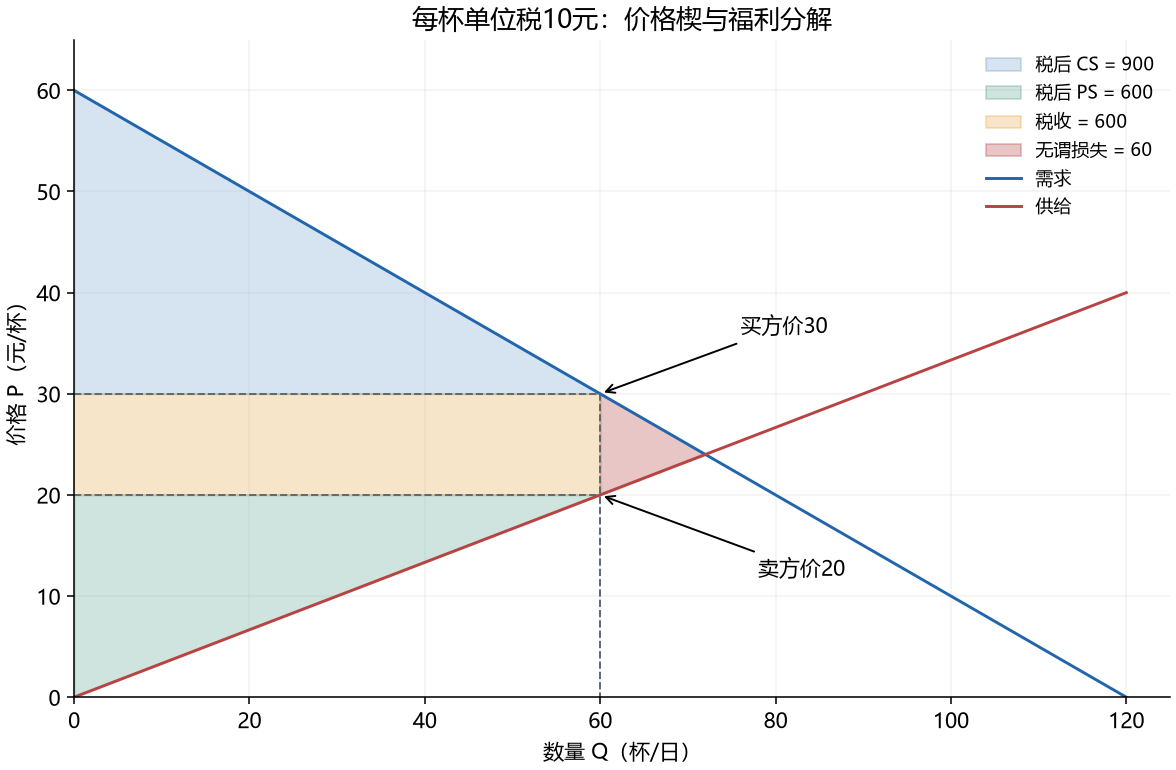 每杯单位税10元：价格楔与福利分解
税后 CS = 900
税后 PS = 600
税收 = 600
无谓损失 = 60
需求
供给
60
50
40
30
20
10
0
价格 P（元/杯）
买方价30
卖方价20
0
20
40
60
80
100
120
数量 Q（杯/日）